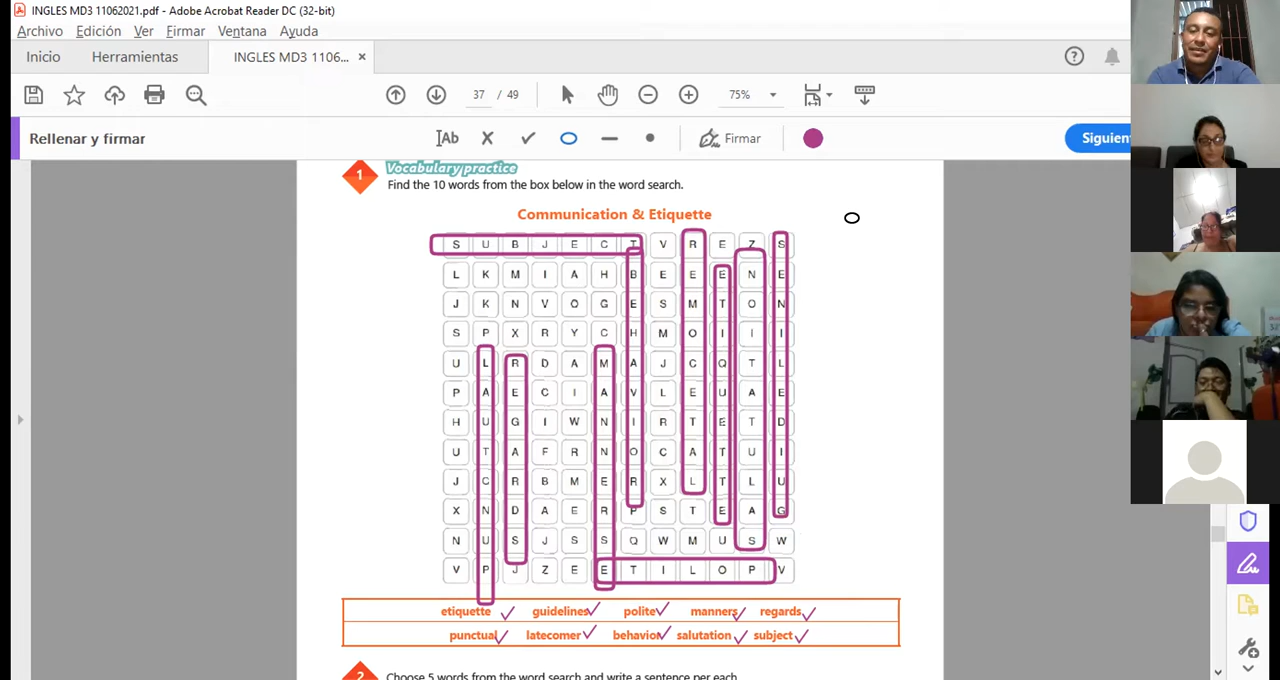 INGLES MD3 11062021.pdf - Adobe Acrobat Reader DC (32-bit)
Archivo Edición Ver Firmar Ventana Ayuda
Inicio Herramientas INGLES MD3 1106... ×
37 / 49 75%
Rellenar y firmar Ab Firmar Siguien
1 Vocabulary practice
Find the 10 words from the box below in the word search.
Communication & Etiquette
S U B J E C T V R E Z S
L K M I A H B E E E N E
J K N V O G E S M T O N
S P X R Y C H M O I I I
U L R D A M A J C Q T L
P A E C I A V L E U A E
H U G I W N I R T E T D
U T A F R N O C A T U I
J C R B M E R X L T L U
X N D A E R P S T E A G
N U S J S S Q W M U S W
V P J Z E E T I L O P V
etiquette guidelines polite manners regards
punctual latecomer behavior salutation subject
2 Choose 5 words from the word search and write a sentence per each.